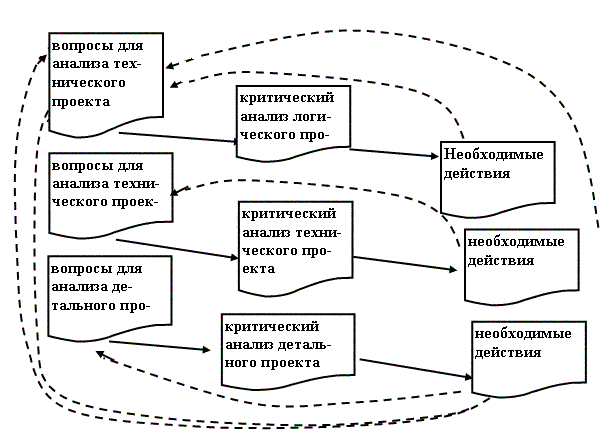 вопросы для
анализа тех-
нического
проекта
критический
анализ логи-
ческого про-
Необходимые
действия
вопросы для
анализа техни-
ческого проек-
критический
анализ техни-
ческого про-
екта
необходимые
действия
вопросы для
анализа де-
тального про-
критический
анализ деталь-
ного проекта
необходимые
действия